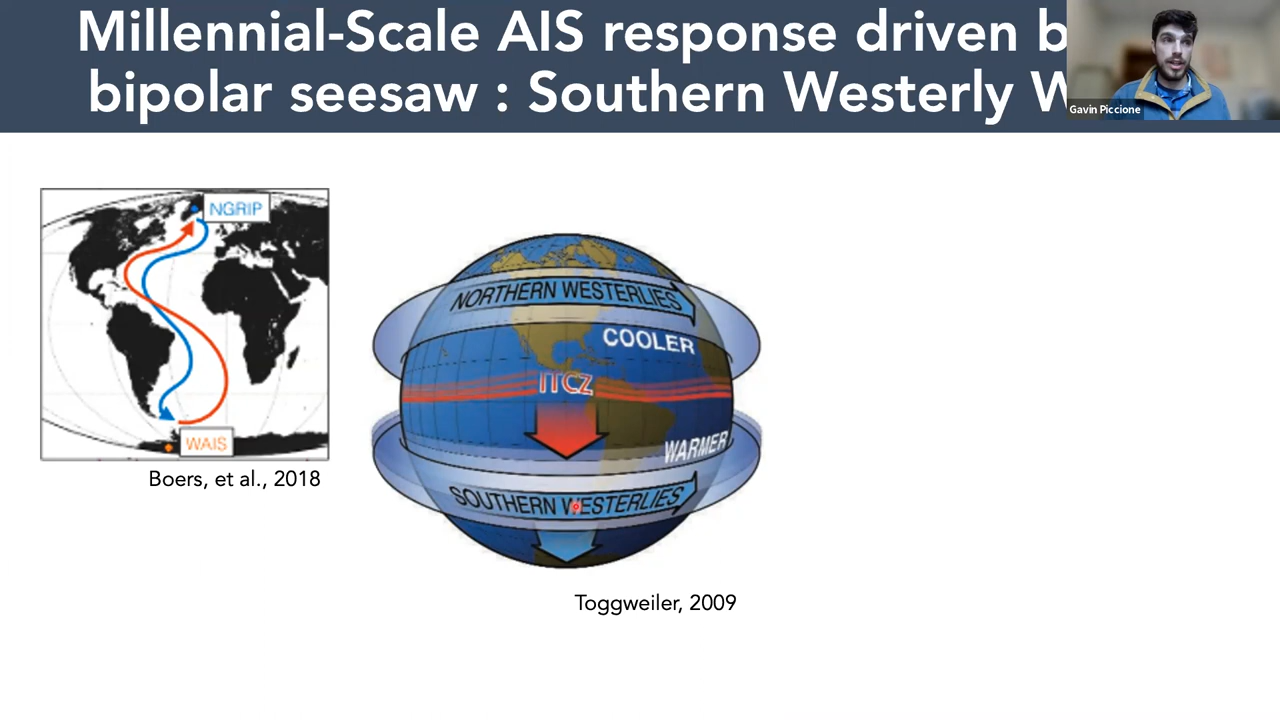 Millennial-Scale AIS response driven b
bipolar seesaw : Southern Westerly W
Gavin Piccione
NGRIP
WAIS
Boers, et al., 2018
NORTHERN WESTERLIES
COOLER
ITCZ
WARMER
SOUTHERN WESTERLIES
Toggweiler, 2009